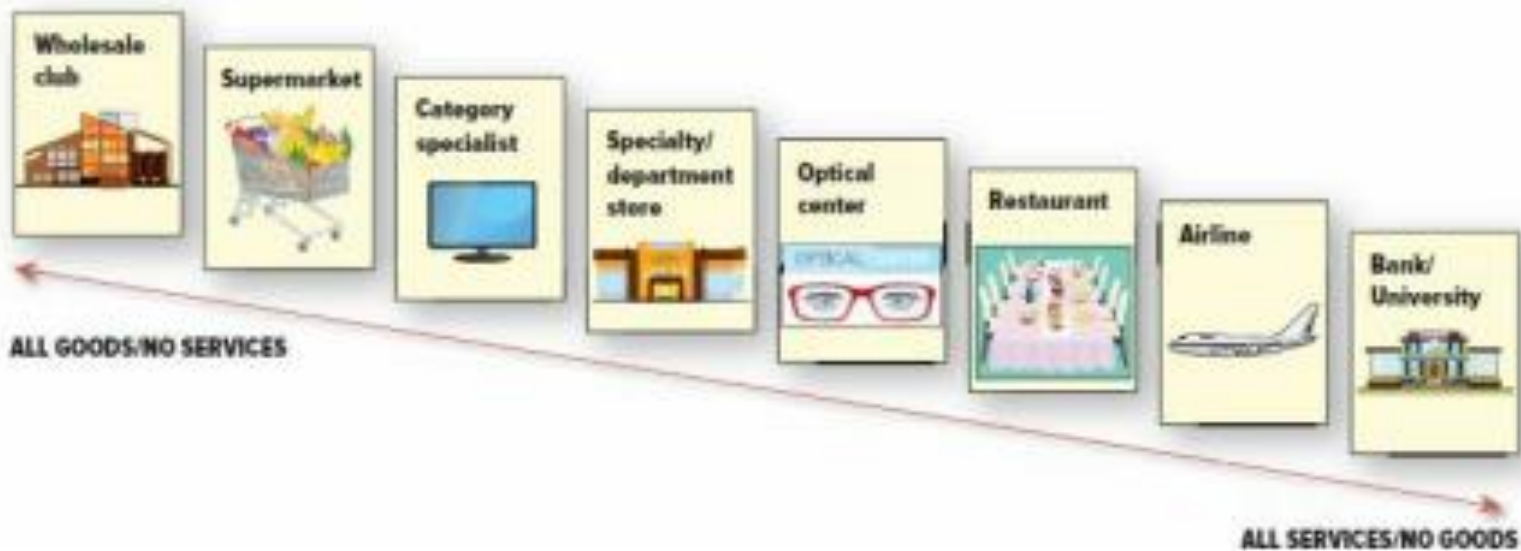 Wholesale
club
Supermarket
Category
specialist
Specialty/
department
store
Optical
center
OPTICAL
Restaurant
Airline
Bank/
University
ALL GOODS/NO SERVICES
ALL SERVICES/NO GOODS